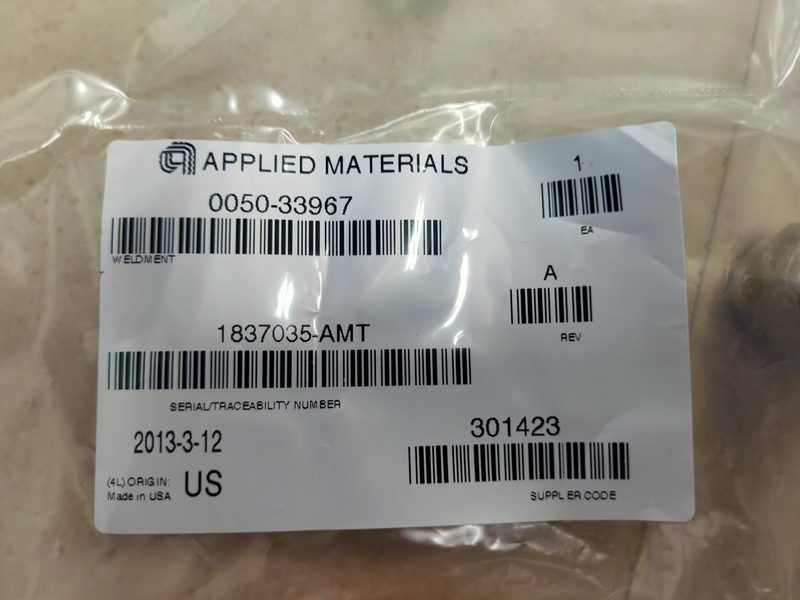 APPLIED MATERIALS
0050-33967
WELDMENT
1
EA
A
REV
1837035-AMT
SERIAL/TRACEABILITY NUMBER
2013-3-12
(4L) ORIGIN:
Made in USA
US
301423
SUPPLIER CODE